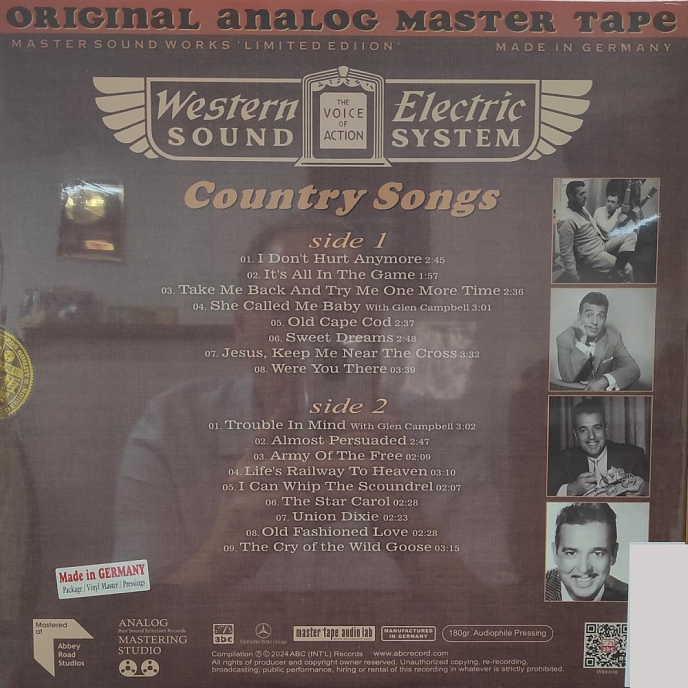 ORIGINAL ANALOG MASTER TAPE
MASTER SOUND WORKS 'LIMITED EDIION' MADE IN GERMANY
Western Electric
SOUND SYSTEM
THE
VOICE
OF
ACTION
Country Songs
side 1
01. I Don't Hurt Anymore 2:45
02. It's All In The Game 1:57
03. Take Me Back And Try Me One More Time 2:36
04. She Called Me Baby With Glen Campbell 3:01
05. Old Cape Cod 2:37
06. Sweet Dreams 2:48
07. Jesus, Keep Me Near The Cross 3:32
08. Were You There 03:39
side 2
01. Trouble In Mind With Glen Campbell 3:02
02. Almost Persuaded 2:47
03. Army Of The Free 02:09
04. Life's Railway To Heaven 03:10
05. I Can Whip The Scoundrel 02:07
06. The Star Carol 02:28
07. Union Dixie 02:23
08. Old Fashioned Love 02:28
09. The Cry of the Wild Goose 03:15
Made in GERMANY
Package / Vinyl Master / Pressings
Mastered
at
Abbey
Road
Studios
ANALOG
Rare Sound Selection Records
MASTERING
STUDIO
abc
master tape audio lab
MANUFACTURED
IN GERMANY
180gr. Audiophile Pressing
Compilation Ⓟ Ⓒ 2024 ABC (INT'L) Records www.abcrecord.com
All rights of producer and copyright owner reserved. Unauthorized copying, re-recording,
broadcasting, public performance, hiring or rental of this recording in whatever is strictly prohibited.
Website